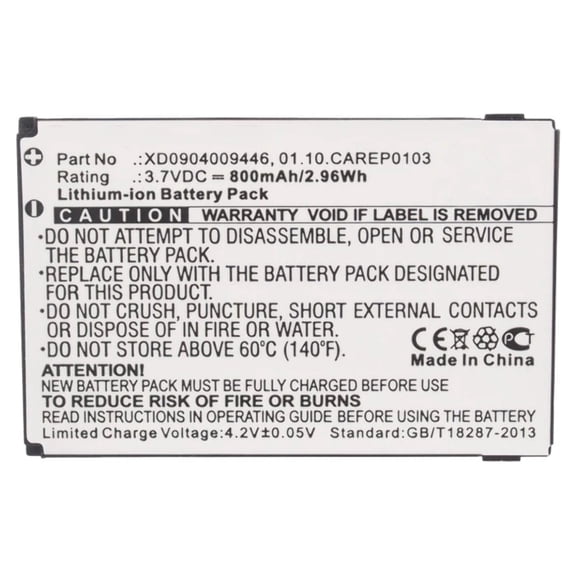 Part No. :XD0904009446, 01.10.CAREP0103
Rating :3.7VDC ⎓ 800mAh/2.96Wh
Lithium-ion Battery Pack
CAUTION WARRANTY VOID IF LABEL IS REMOVED
•DO NOT ATTEMPT TO DISASSEMBLE, OPEN OR SERVICE
THE BATTERY PACK.
•REPLACE ONLY WITH THE BATTERY PACK DESIGNATED
FOR THIS PRODUCT.
•DO NOT CRUSH, PUNCTURE, SHORT EXTERNAL CONTACTS
OR DISPOSE OF IN FIRE OR WATER.
•DO NOT STORE ABOVE 60°C (140°F).
CE PCT
Made In China
ATTENTION!
NEW BATTERY PACK MUST BE FULLY CHARGED BEFORE USE
TO REDUCE RISK OF FIRE OR BURNS
READ INSTRUCTIONS IN OPERATING GUIDE BEFORE USING THE BATTERY
Limited Charge Voltage:4.2V±0.05V Standard:GB/T18287-2013